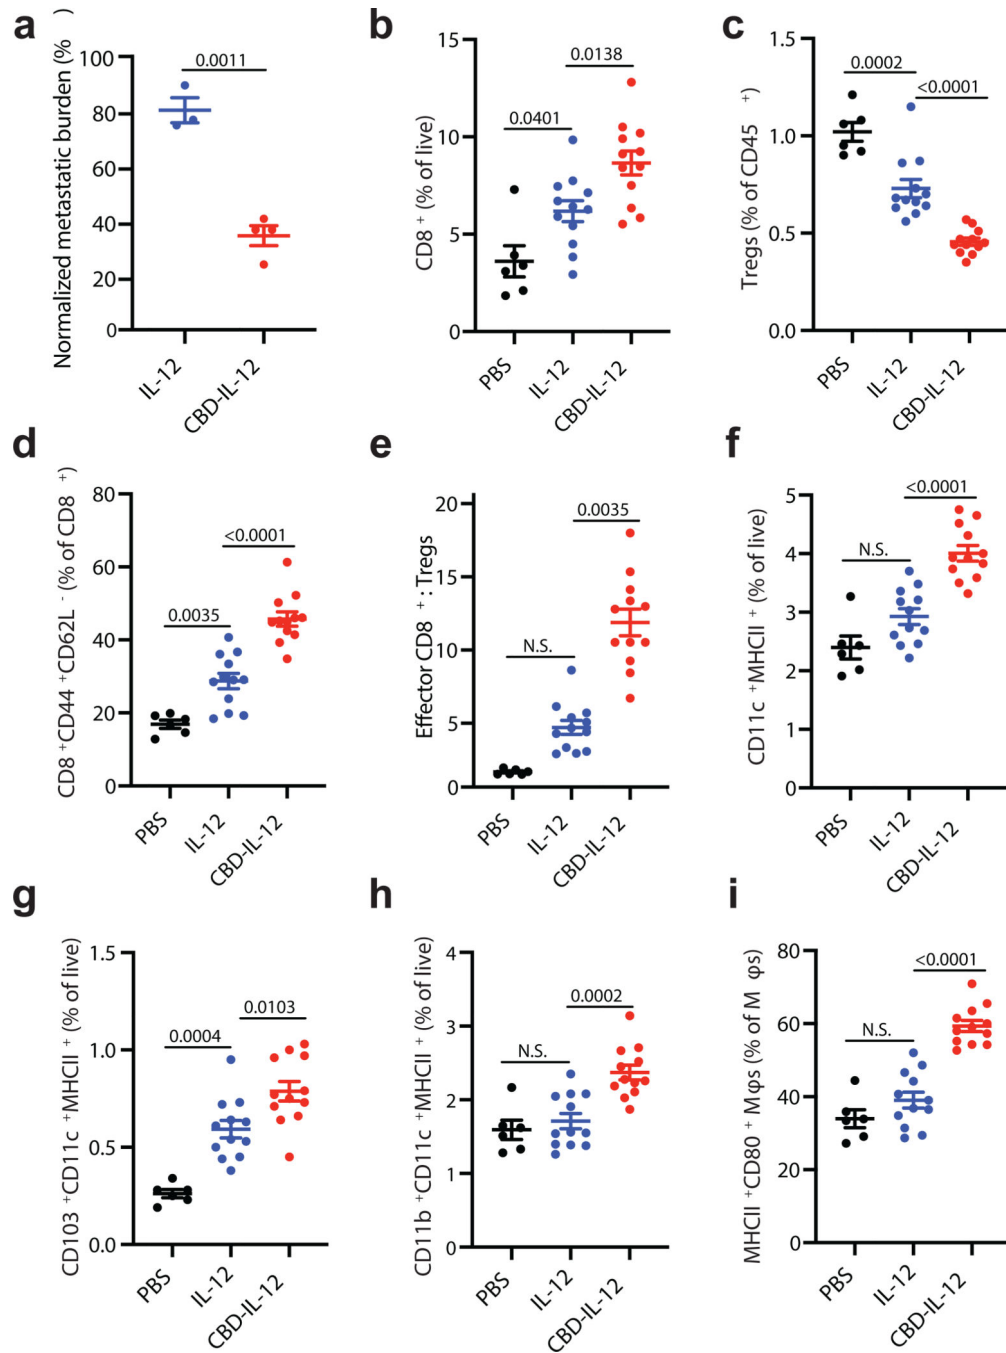 a
Normalized metastatic burden (% )
100
80
60
40
20
0
0.0011
IL-12
CBD-IL-12
b
CD8 + (% of live)
15
10
5
0
0.0401
0.0138
PBS
IL-12
CBD-IL-12
c
Tregs (% of CD45 +)
1.5
1.0
0.5
0.0
0.0002
<0.0001
PBS
IL-12
CBD-IL-12
d
CD8 +CD44 +CD62L - (% of CD8 +)
80
60
40
20
0
0.0035
<0.0001
PBS
IL-12
CBD-IL-12
e
Effector CD8 + : Tregs
20
15
10
5
0
N.S.
0.0035
PBS
IL-12
CBD-IL-12
f
CD11c +MHCII + (% of live)
5
4
3
2
1
0
N.S.
<0.0001
PBS
IL-12
CBD-IL-12
g
CD103 +CD11c +MHCII + (% of live)
1.5
1.0
0.5
0.0
0.0004
0.0103
PBS
IL-12
CBD-IL-12
h
CD11b +CD11c +MHCII + (% of live)
4
3
2
1
0
N.S.
0.0002
PBS
IL-12
CBD-IL-12
i
MHCII +CD80 + Mφs (% of M φs)
80
60
40
20
0
N.S.
<0.0001
PBS
IL-12
CBD-IL-12